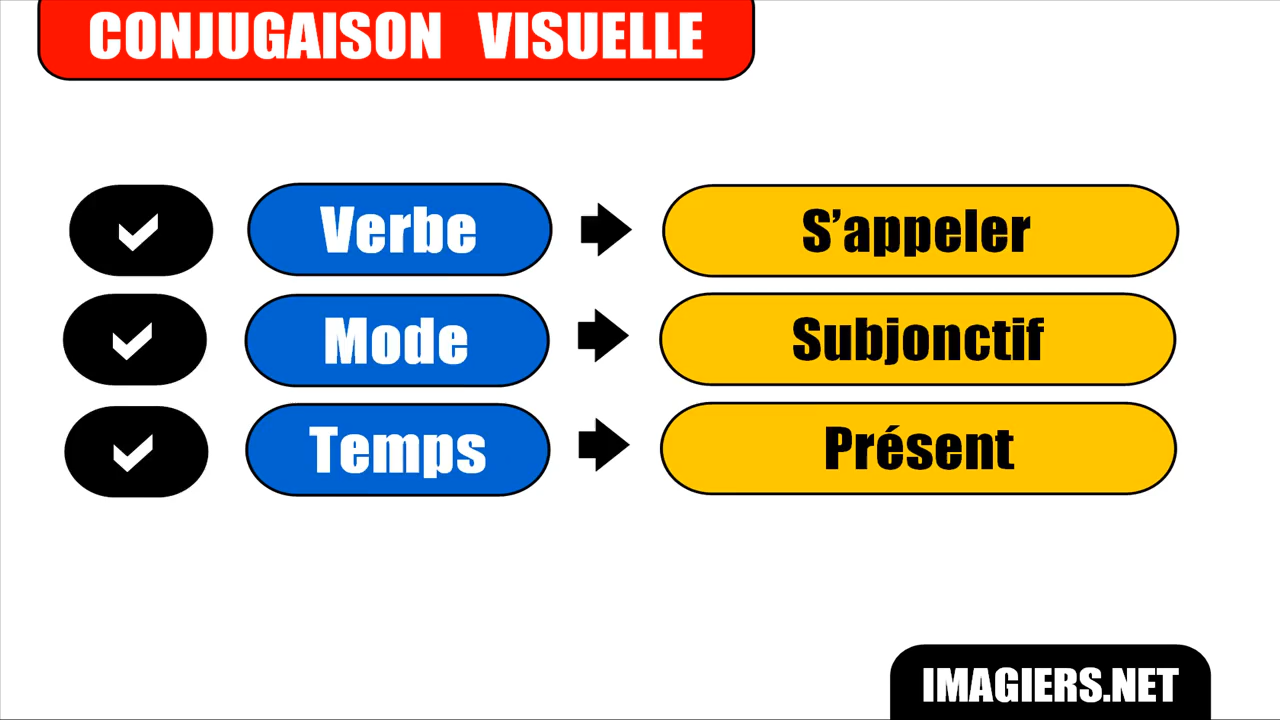 CONJUGAISON VISUELLE
Verbe S’appeler
Mode Subjonctif
Temps Présent
IMAGIERS.NET